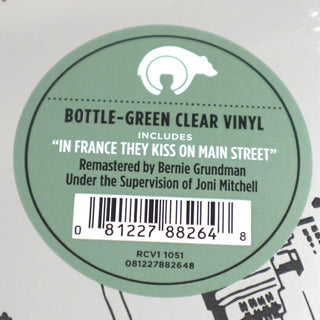 BOTTLE-GREEN CLEAR VINYL
INCLUDES
"IN FRANCE THEY KISS ON MAIN STREET"
Remastered by Bernie Grundman
Under the Supervision of Joni Mitchell
0 81227 88264 8
RCV1 1051
081227882648